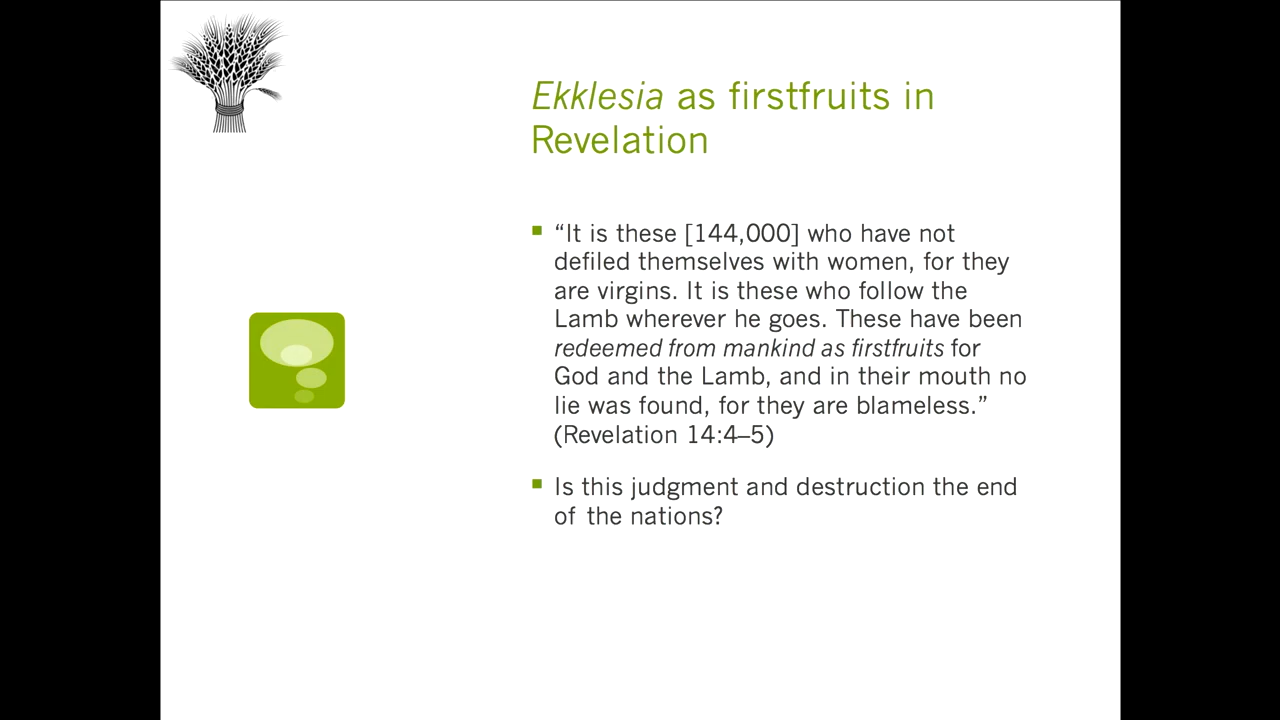 Ekklesia as firstfruits in
Revelation
“It is these [144,000] who have not
defiled themselves with women, for they
are virgins. It is these who follow the
Lamb wherever he goes. These have been
redeemed from mankind as firstfruits for
God and the Lamb, and in their mouth no
lie was found, for they are blameless.”
(Revelation 14:4–5)
Is this judgment and destruction the end
of the nations?